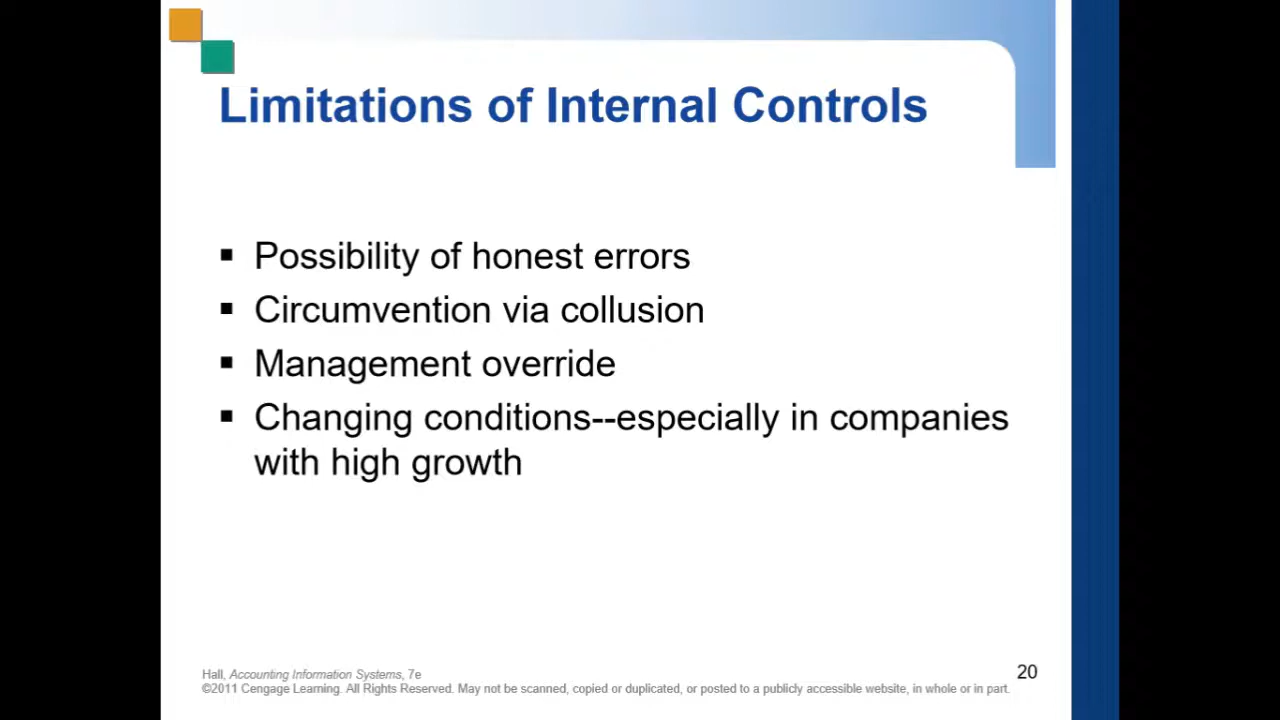 Limitations of Internal Controls
▪ Possibility of honest errors
▪ Circumvention via collusion
▪ Management override
▪ Changing conditions--especially in companies
with high growth
Hall, Accounting Information Systems, 7e
©2011 Cengage Learning. All Rights Reserved. May not be scanned, copied or duplicated, or posted to a publicly accessible website, in whole or in part.
20